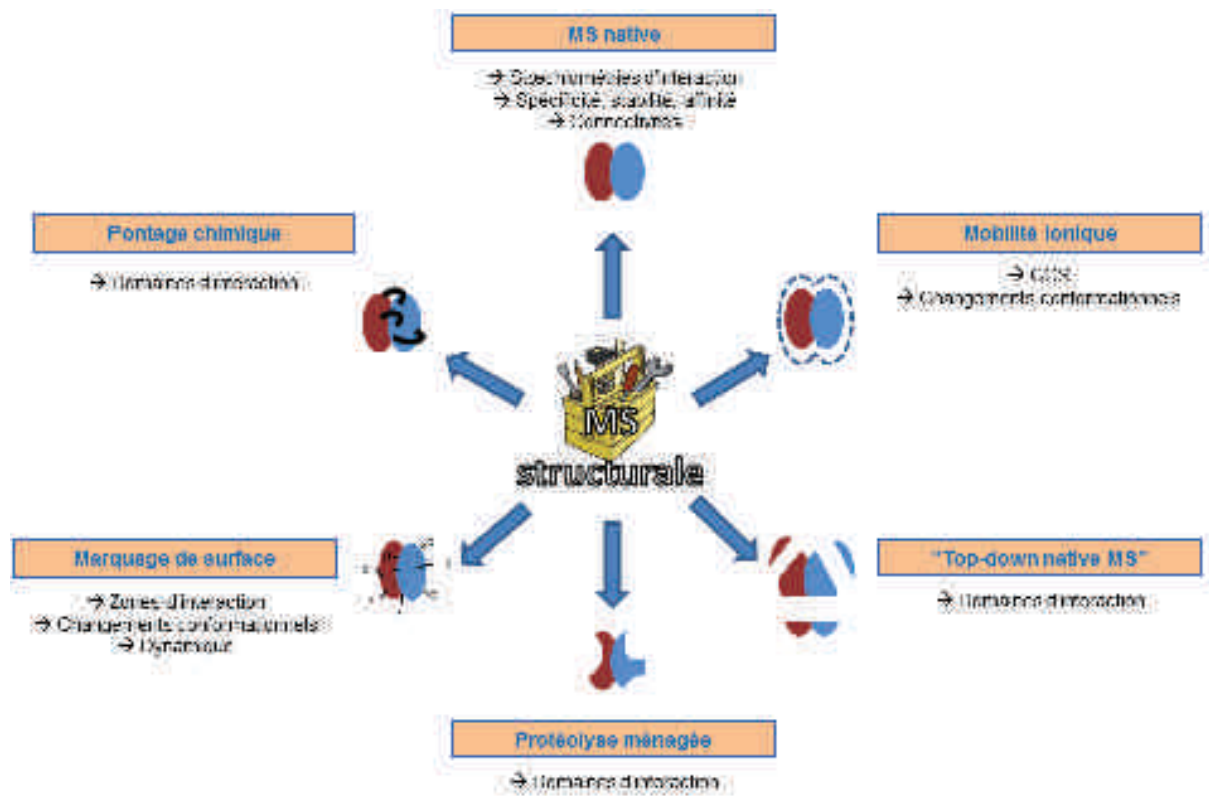 MS native
→ Stoechiométries d'interaction
→ Spécificité, stabilité, affinité
→ Connectivités
Pontage chimique
→ Domaines d'interaction
Mobilité ionique
→ CCS
→ Changements conformationnels
MS
structurale
Marquage de surface
→ Zones d'interaction
→ Changements conformationnels
→ Dynamique
"Top-down native MS"
→ Domaines d'interaction
Protéolyse ménagée
→ Domaines d'interaction